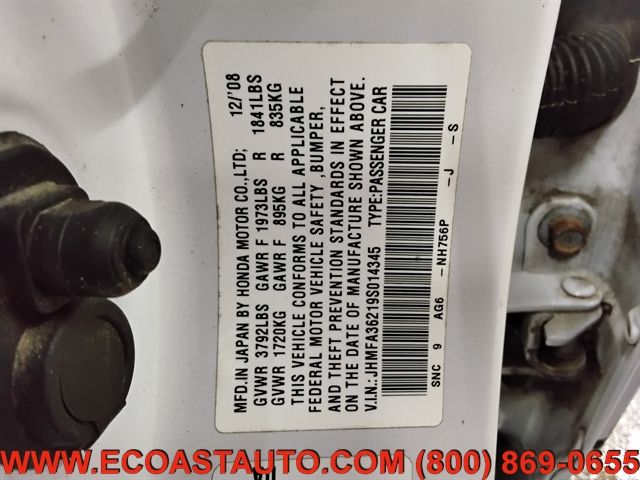 MFD.IN JAPAN BY HONDA MOTOR CO.,LTD; 12/'08
GVWR 3792LBS GAWR F 1973LBS R 1841LBS
GVWR 1720KG GAWR F 895KG R 835KG
THIS VEHICLE CONFORMS TO ALL APPLICABLE
FEDERAL MOTOR VEHICLE SAFETY ,BUMPER,
AND THEFT PREVENTION STANDARDS IN EFFECT
ON THE DATE OF MANUFACTURE SHOWN ABOVE.
V.I.N.: JHMFA36219S014345 TYPE:PASSENGER CAR
SNC 9 AG6 -NH756P -J -S
WWW.ECOASTAUTO.COM (800) 869-0655